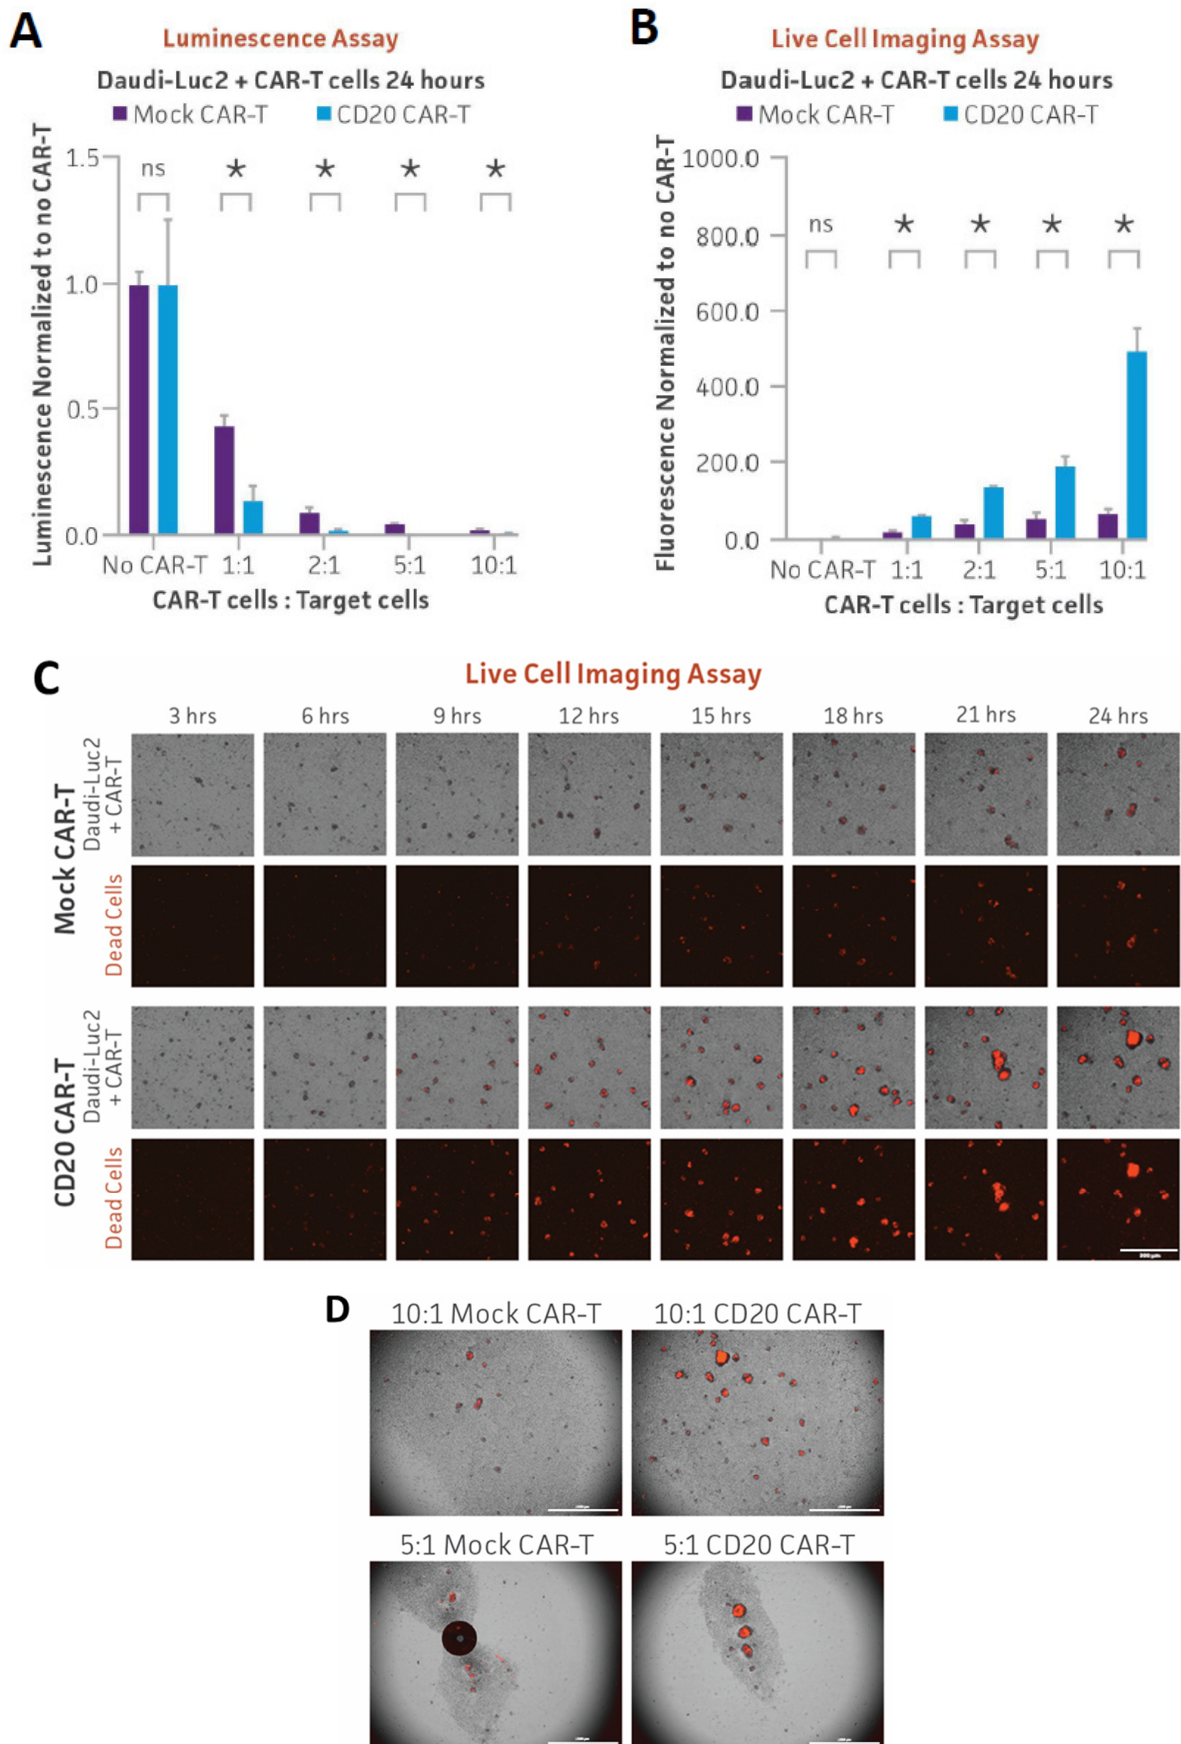 A
Luminescence Assay
Daudi-Luc2 + CAR-T cells 24 hours
Mock CAR-T
CD20 CAR-T
Luminescence Normalized to no CAR-T
1.5
1.0
0.5
0.0
ns
*
*
*
*
No CAR-T
1:1
2:1
5:1
10:1
CAR-T cells : Target cells
B
Live Cell Imaging Assay
Daudi-Luc2 + CAR-T cells 24 hours
Mock CAR-T
CD20 CAR-T
Fluorescence Normalized to no CAR-T
1000.0
800.0
600.0
400.0
200.0
0.0
ns
*
*
*
*
No CAR-T
1:1
2:1
5:1
10:1
CAR-T cells : Target cells
C
Live Cell Imaging Assay
3 hrs
6 hrs
9 hrs
12 hrs
15 hrs
18 hrs
21 hrs
24 hrs
Mock CAR-T
Daudi-Luc2
+ CAR-T
Dead Cells
CD20 CAR-T
Daudi-Luc2
+ CAR-T
Dead Cells
D
10:1 Mock CAR-T
10:1 CD20 CAR-T
5:1 Mock CAR-T
5:1 CD20 CAR-T